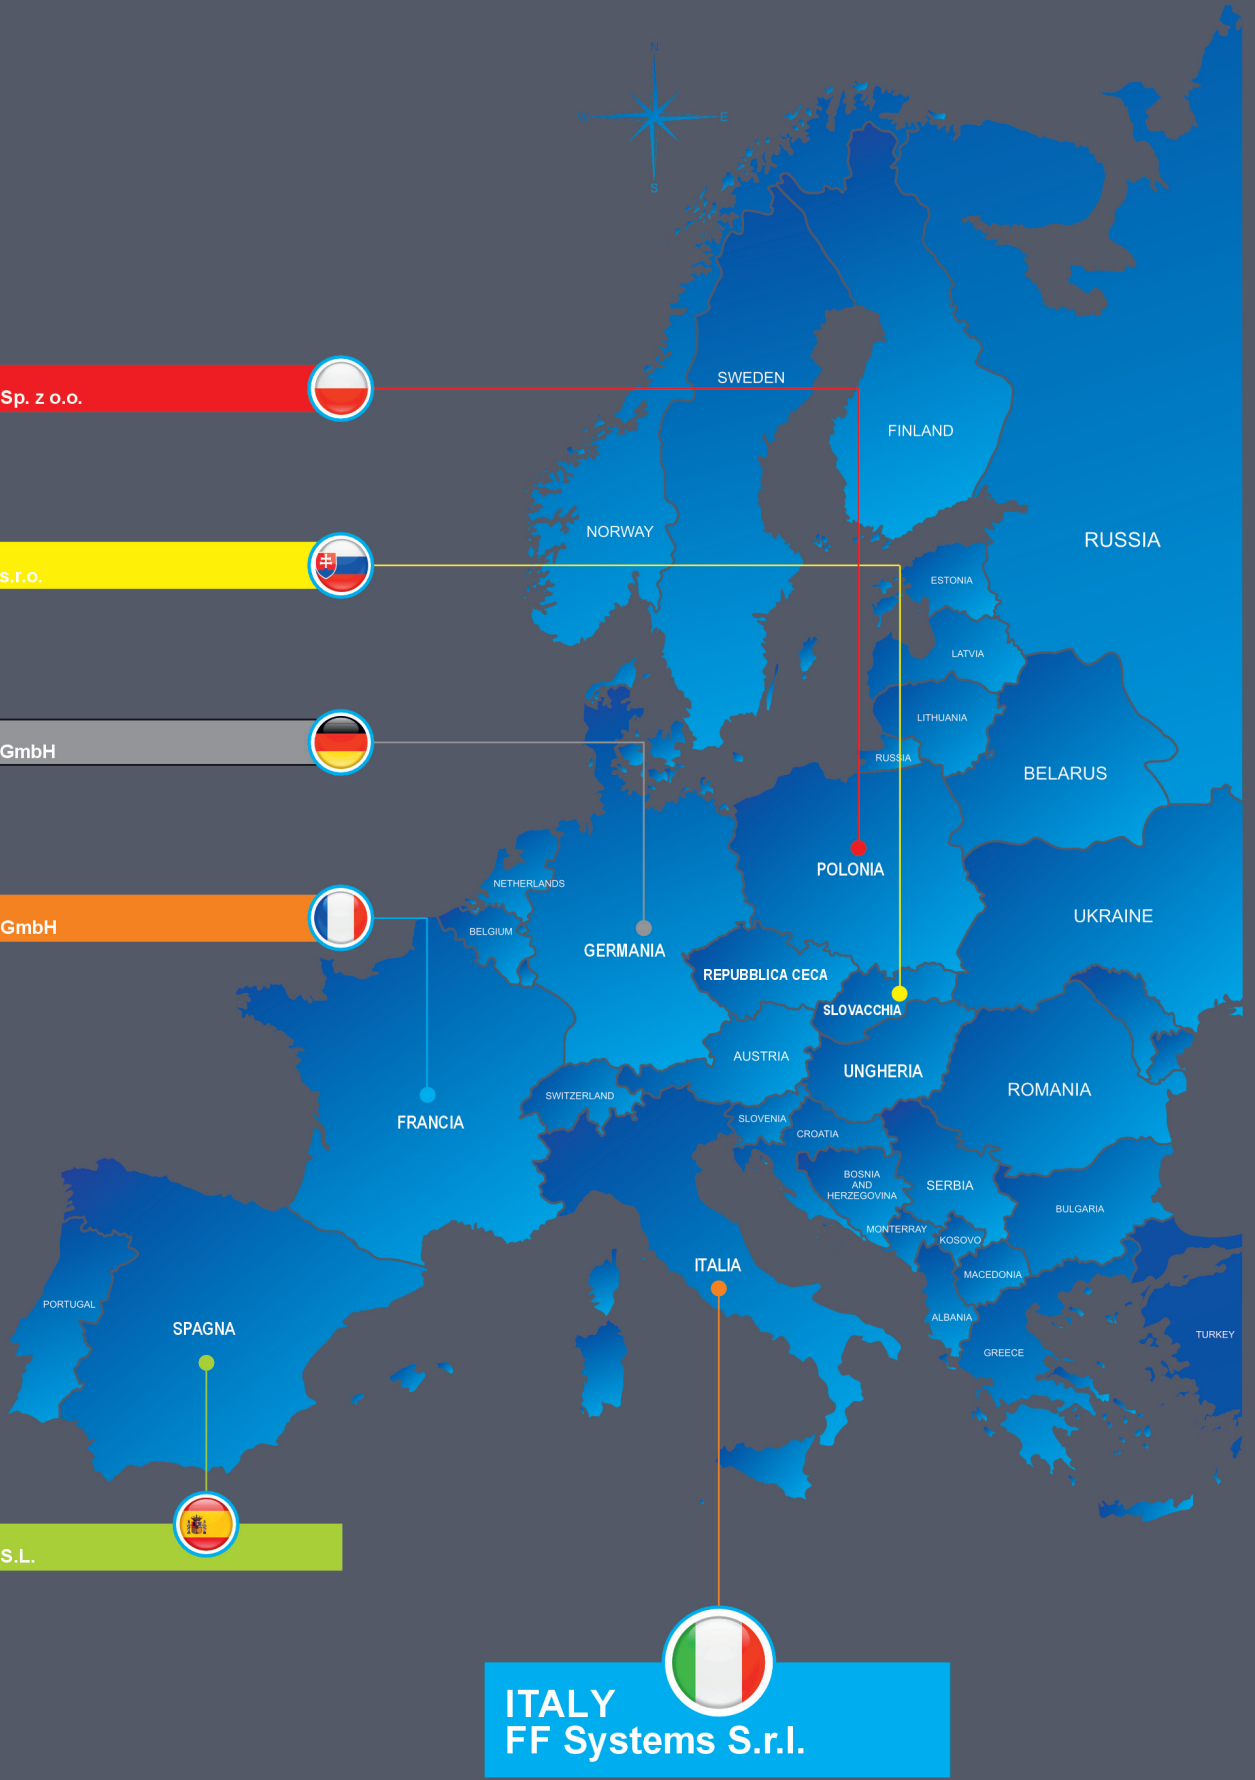 N
W E
S
SWEDEN
Sp. z o.o.
FINLAND
NORWAY
RUSSIA
s.r.o.
ESTONIA
LATVIA
LITHUANIA
GmbH
RUSSIA
BELARUS
POLONIA
NETHERLANDS
UKRAINE
GmbH
BELGIUM
GERMANIA
REPUBBLICA CECA
SLOVACCHIA
AUSTRIA
UNGHERIA
ROMANIA
SWITZERLAND
FRANCIA
SLOVENIA
CROATIA
BOSNIA
AND
HERZEGOVINA
SERBIA
BULGARIA
MONTERRAY
KOSOVO
ITALIA
MACEDONIA
PORTUGAL
ALBANIA
SPAGNA
TURKEY
GREECE
S.L.
ITALY
FF Systems S.r.l.